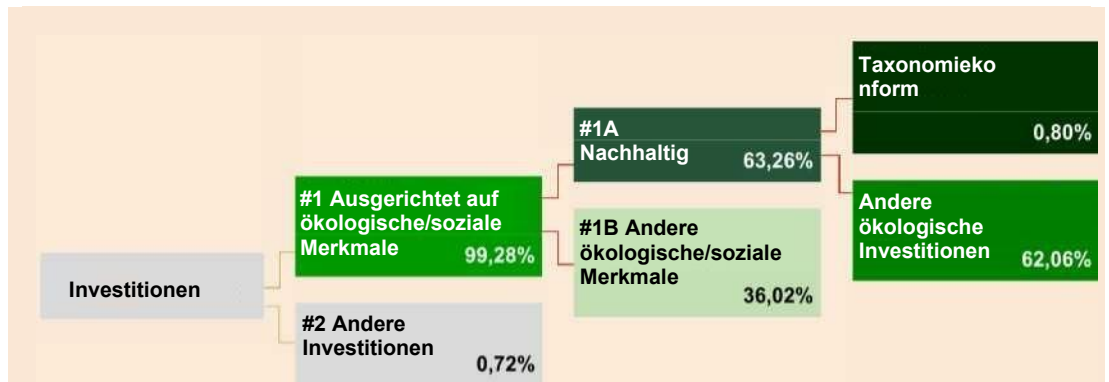 Investitionen
#1 Ausgerichtet auf
ökologische/soziale
Merkmale
99,28%
#2 Andere
Investitionen
0,72%
#1A
Nachhaltig
63,26%
#1B Andere
ökologische/soziale
Merkmale
36,02%
Taxonomieko
nform
0,80%
Andere
ökologische
Investitionen
62,06%